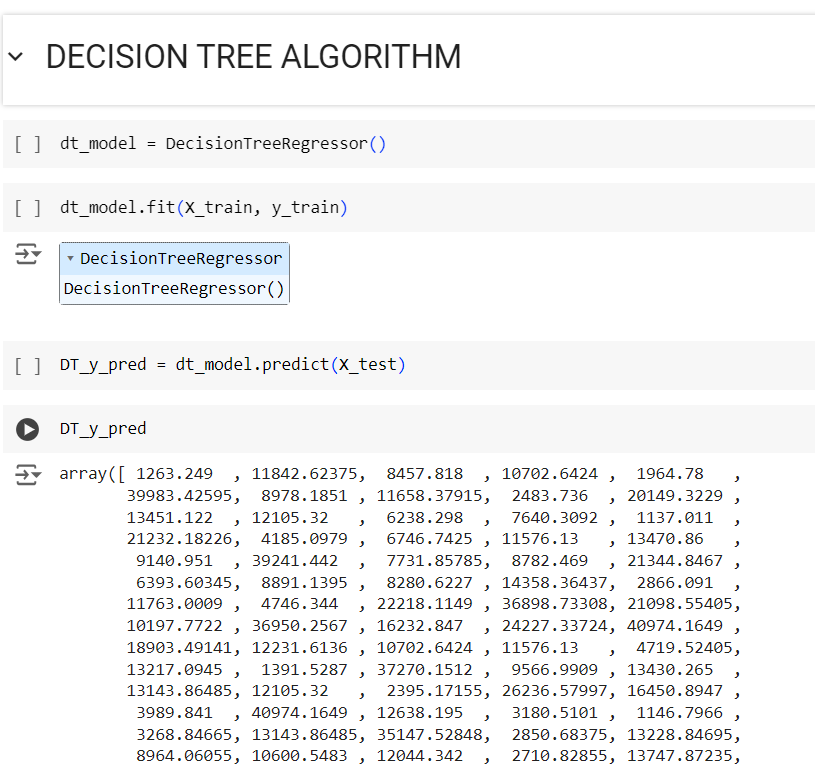 DECISION TREE ALGORITHM
[ ] dt_model = DecisionTreeRegressor()
[ ] dt_model.fit(X_train, y_train)
DecisionTreeRegressor
DecisionTreeRegressor()
[ ] DT_y_pred = dt_model.predict(X_test)
DT_y_pred
array([ 1263.249  , 11842.62375,  8457.818  , 10702.6424 ,  1964.78   ,
39983.42595,  8978.1851 , 11658.37915,  2483.736  , 20149.3229 ,
13451.122  , 12105.32   ,  6238.298  ,  7640.3092 ,  1137.011  ,
21232.18226,  4185.0979 ,  6746.7425 , 11576.13   , 13470.86   ,
9140.951  , 39241.442  ,  7731.85785,  8782.469  , 21344.8467 ,
6393.60345,  8891.1395 ,  8280.6227 , 14358.36437,  2866.091  ,
11763.0009 ,  4746.344  , 22218.1149 , 36898.73308, 21098.55405,
10197.7722 , 36950.2567 , 16232.847  , 24227.33724, 40974.1649 ,
18903.49141, 12231.6136 , 10702.6424 , 11576.13   ,  4719.52405,
13217.0945 ,  1391.5287 , 37270.1512 ,  9566.9909 , 13430.265  ,
13143.86485, 12105.32   ,  2395.17155, 26236.57997, 16450.8947 ,
3989.841  , 40974.1649 , 12638.195  ,  3180.5101 ,  1146.7966 ,
3268.84665, 13143.86485, 35147.52848,  2850.68375, 13228.84695,
8964.06055, 10600.5483 , 12044.342  ,  2710.82855, 13747.87235,